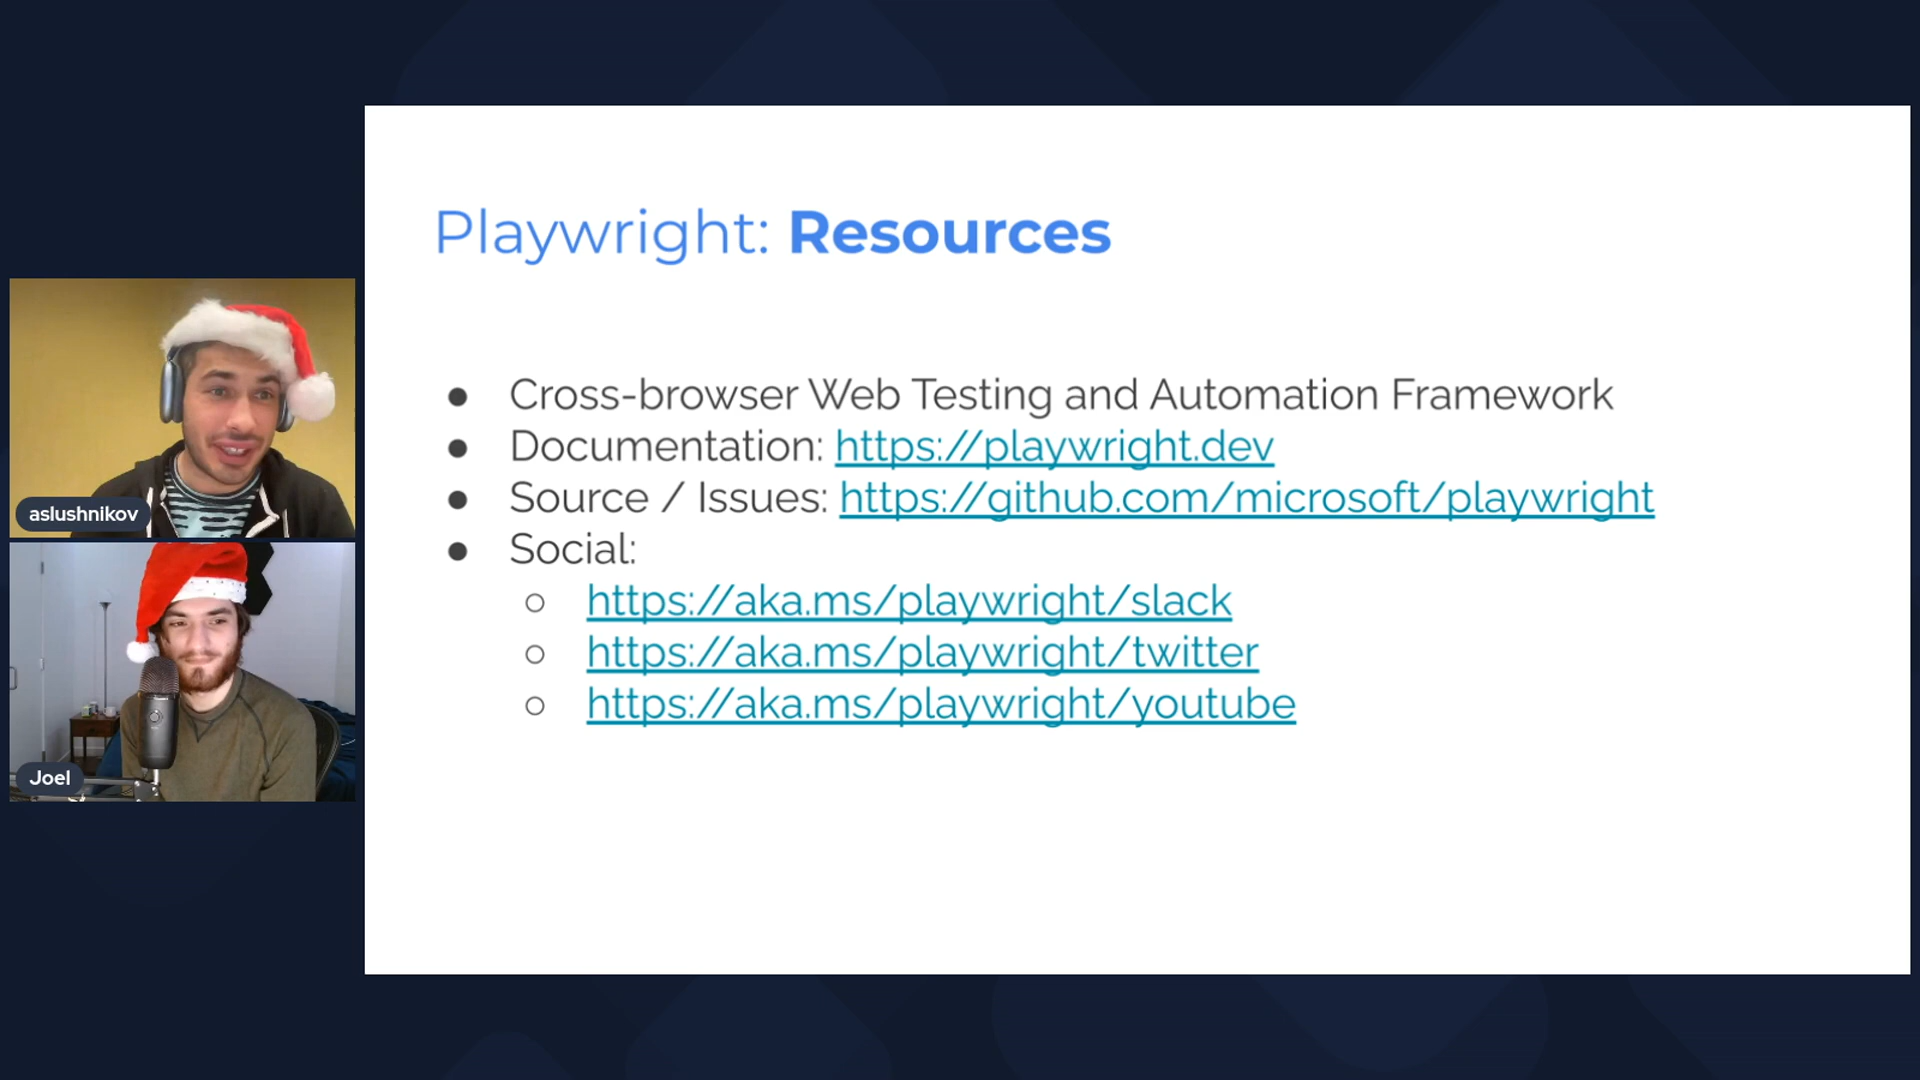 Playwright: Resources
● Cross-browser Web Testing and Automation Framework
● Documentation: https://playwright.dev
● Source / Issues: https://github.com/microsoft/playwright
● Social:
○ https://aka.ms/playwright/slack
○ https://aka.ms/playwright/twitter
○ https://aka.ms/playwright/youtube
aslushnikov
Joel